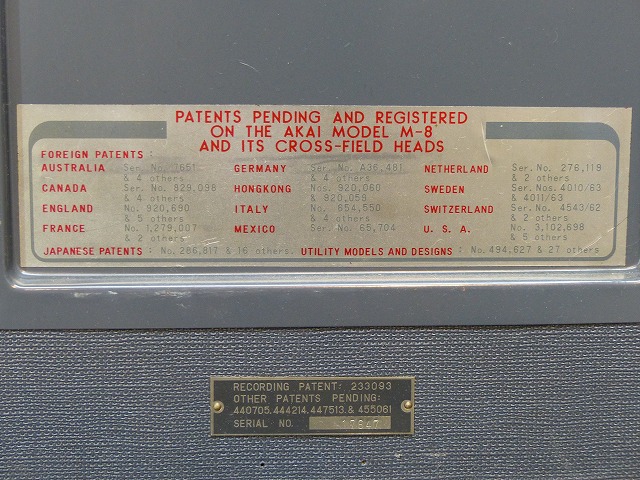 PATENTS PENDING AND REGISTERED
ON THE AKAI MODEL M-8
AND ITS CROSS-FIELD HEADS
FOREIGN PATENTS :
AUSTRALIA Ser. No. 7651 & 4 others
CANADA Ser. No. 829,098 & 4 others
ENGLAND No. 920,690 & 5 others
FRANCE No. 1,279,007 & 2 others
GERMANY Ser. No. A36,481 & 4 others
HONGKONG Nos. 920,060 & 820,059
ITALY No. 654,550 & 4 others
MEXICO Ser. No. 65,704
NETHERLAND Ser. No. 276,118 & 2 others
SWEDEN Ser. Nos. 4010/63 & 4011/63
SWITZERLAND Ser. No. 4543/62 & 2 others
U. S. A. No. 3,102,698 & 5 others
JAPANESE PATENTS : No. 286,817 & 16 others. UTILITY MODELS AND DESIGNS : No. 494,627 & 27 others
RECORDING PATENT: 233093
OTHER PATENTS PENDING:
440705. 444214. 447513. & 455061
SERIAL NO. 17647